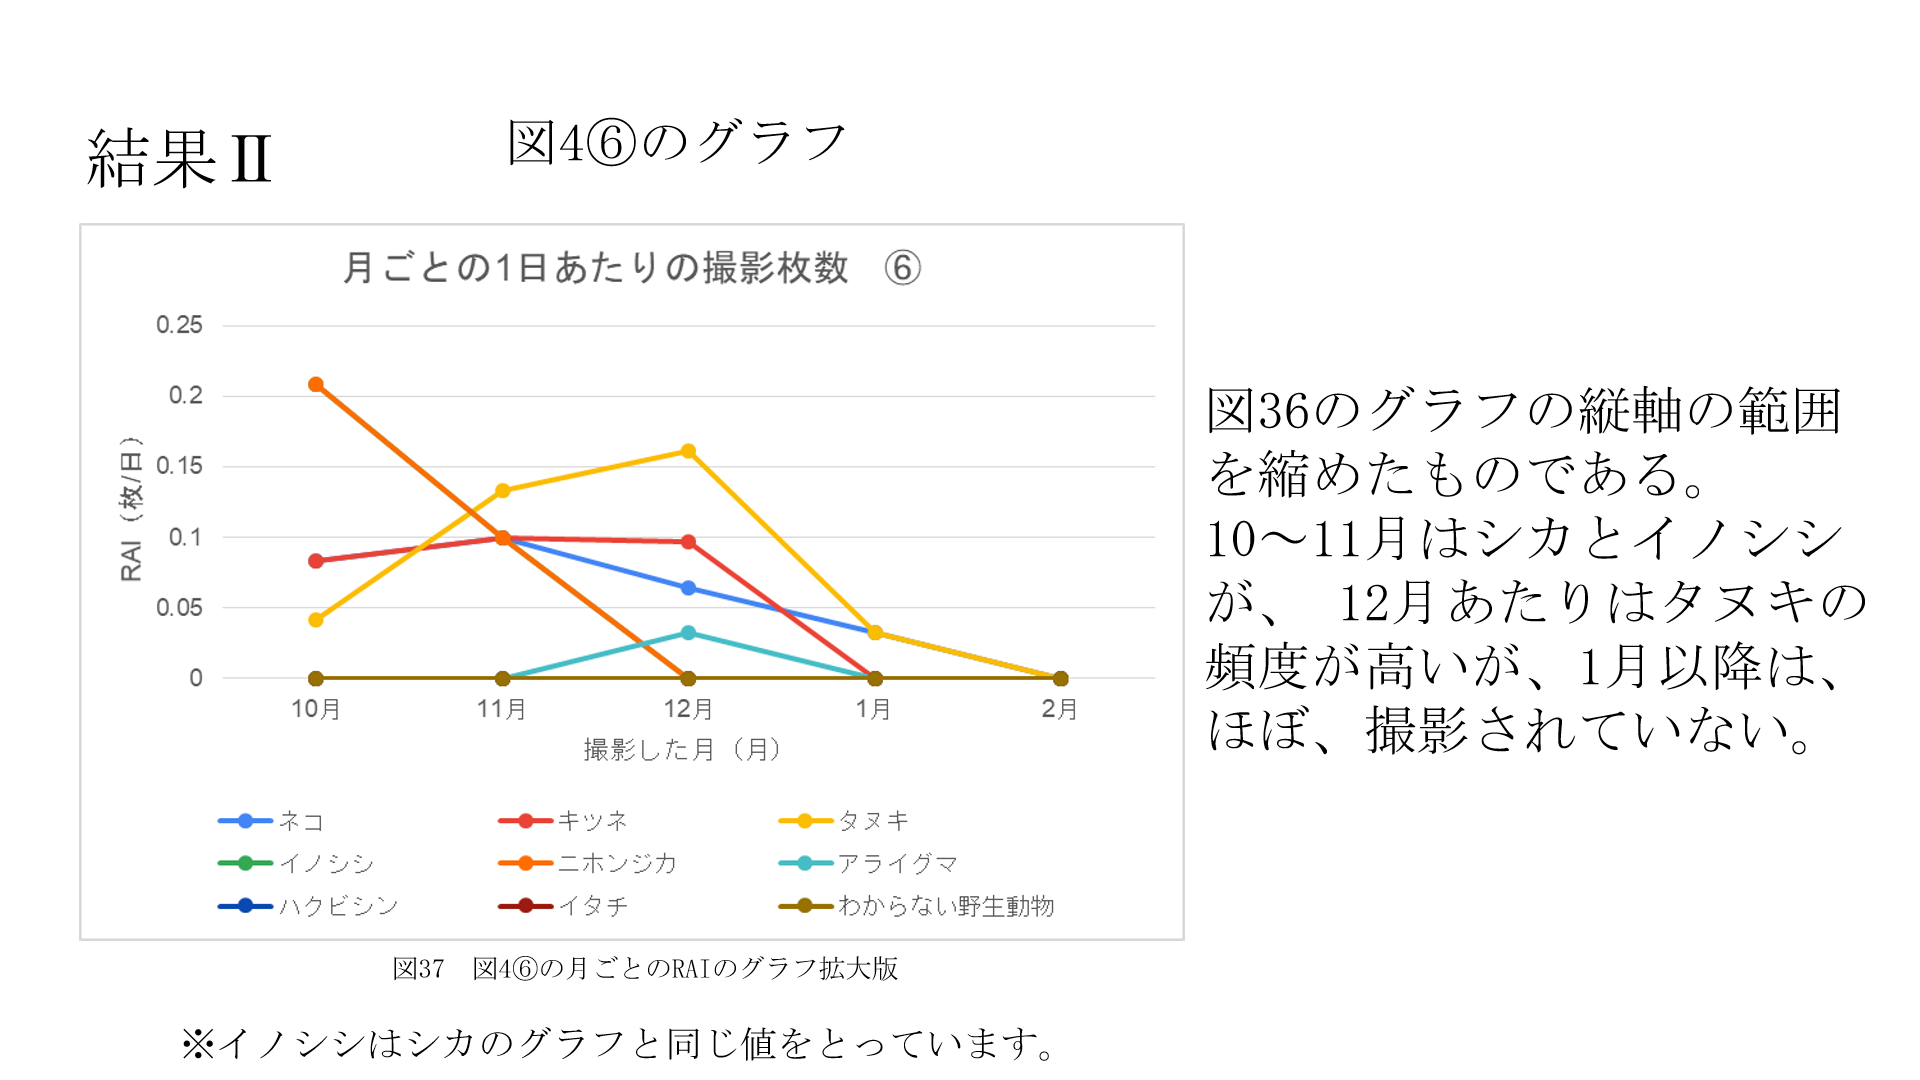 結果Ⅱ
図4⑥のグラフ
月ごとの1日あたりの撮影枚数　⑥
0.25
0.2
0.15
0.1
0.05
0
RAI（枚/日）
10月
11月
12月
1月
2月
撮影した月（月）
ネコ
キツネ
タヌキ
イノシシ
ニホンジカ
アライグマ
ハクビシン
イタチ
わからない野生動物
図37　図4⑥の月ごとのRAIのグラフ拡大版
※イノシシはシカのグラフと同じ値をとっています。
図36のグラフの縦軸の範囲
を縮めたものである。
10～11月はシカとイノシシ
が、 12月あたりはタヌキの
頻度が高いが、1月以降は、
ほぼ、撮影されていない。